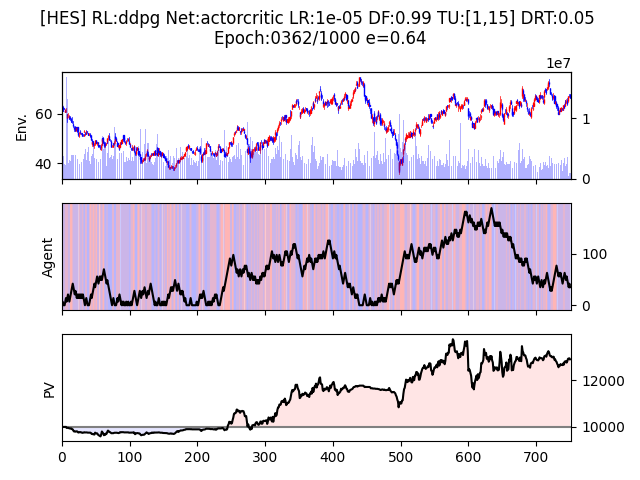 [HES] RL:ddpg Net:actorcritic LR:1e-05 DF:0.99 TU:[1,15] DRT:0.05
Epoch:0362/1000 e=0.64
1e7
Env.
60
40
1
0
Agent
100
0
PV
12000
10000
0 100 200 300 400 500 600 700